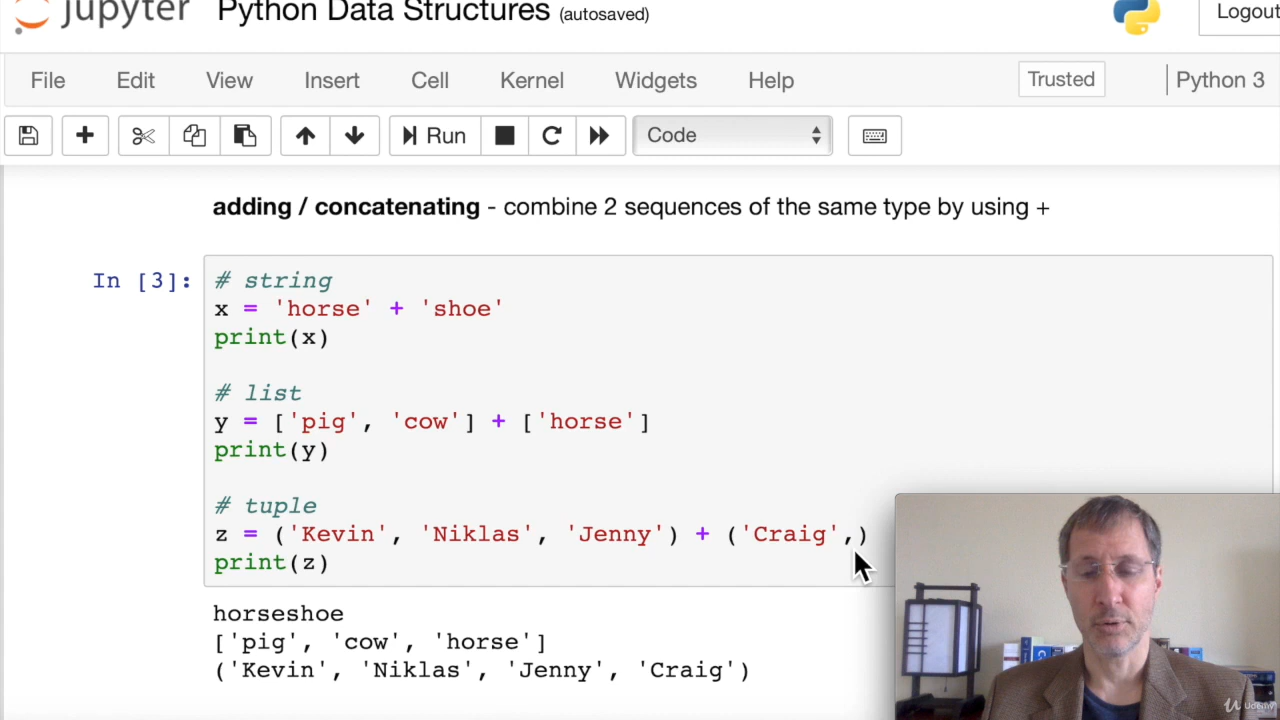 jupyter Python Data Structures (autosaved) Logout
File Edit View Insert Cell Kernel Widgets Help Trusted Python 3
Run Code
adding / concatenating - combine 2 sequences of the same type by using +
In [3]: # string
x = 'horse' + 'shoe'
print(x)
# list
y = ['pig', 'cow'] + ['horse']
print(y)
# tuple
z = ('Kevin', 'Niklas', 'Jenny') + ('Craig',)
print(z)
horseshoe
['pig', 'cow', 'horse']
('Kevin', 'Niklas', 'Jenny', 'Craig')
Udemy